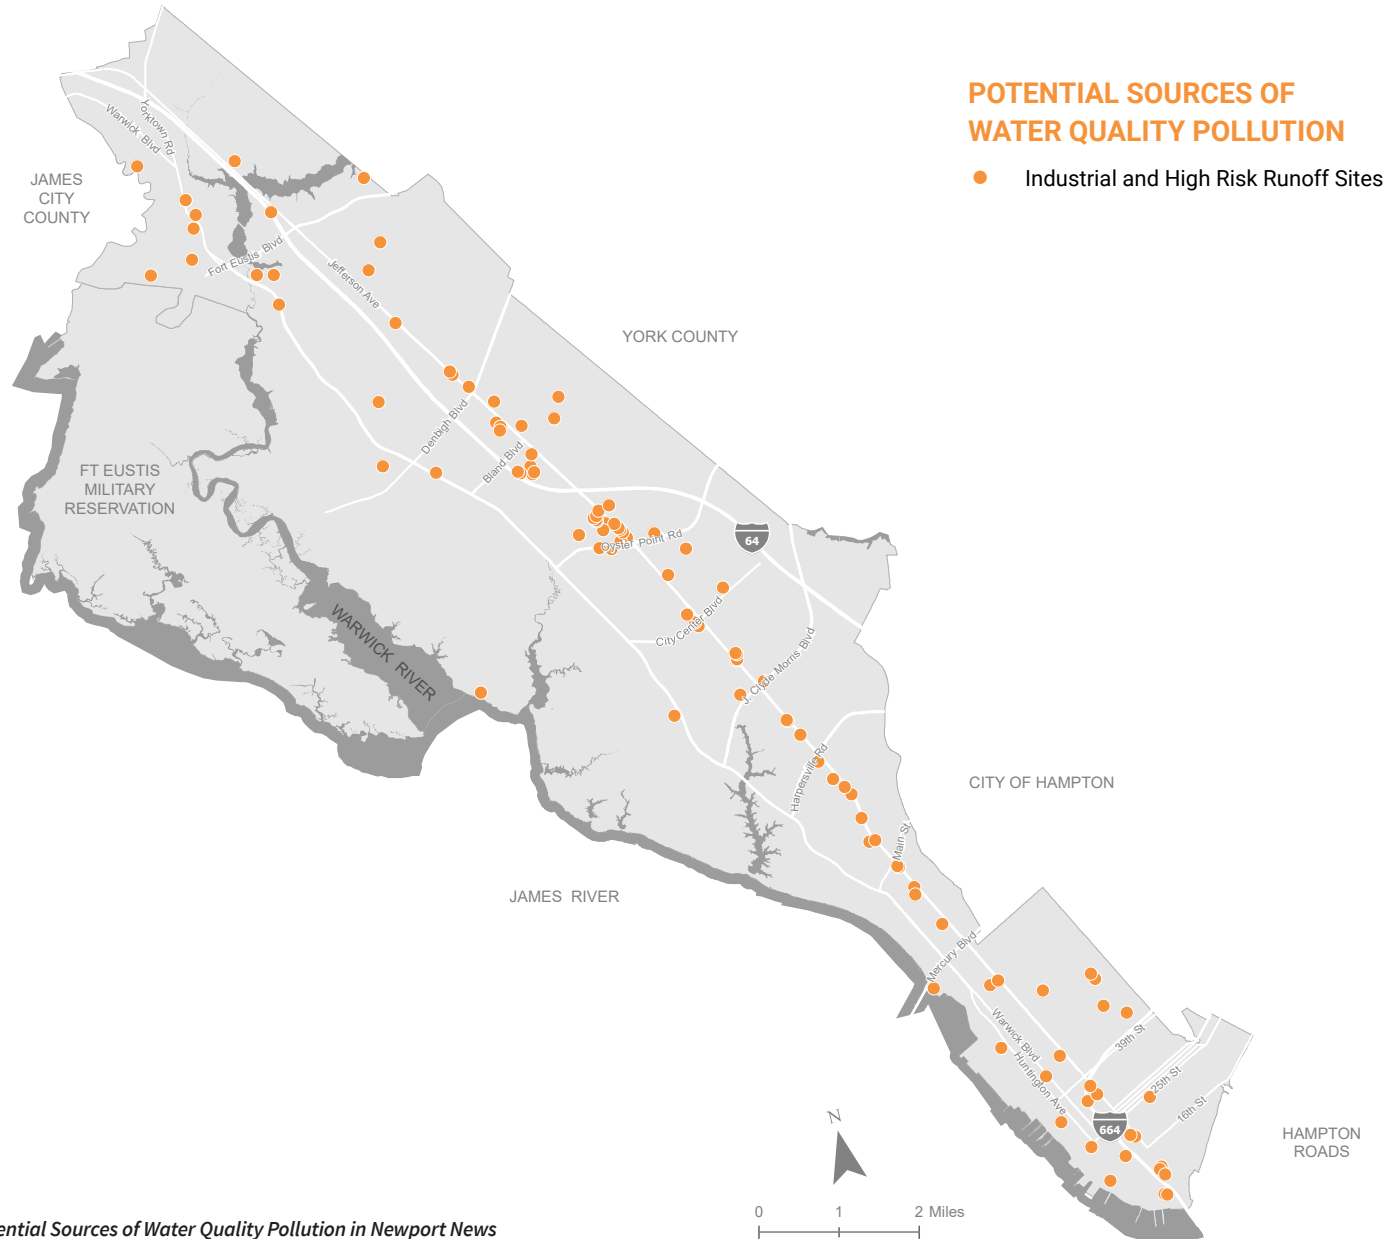 POTENTIAL SOURCES OF
WATER QUALITY POLLUTION
Industrial and High Risk Runoff Sites
JAMES
CITY
COUNTY
Yorktown Rd
Warwick Blvd
Fort Eustis Blvd
Jefferson Ave
YORK COUNTY
Denbigh Blvd
Bland Blvd
FT EUSTIS
MILITARY
RESERVATION
Oyster Point Rd
64
WARWICK RIVER
City Center Blvd
J. Clyde Morris Blvd
Harpersville Rd
CITY OF HAMPTON
Main St
JAMES RIVER
Mercury Blvd
Warwick Blvd
Huntington Ave
39th St
25th St
16th St
664
HAMPTON
ROADS
N
0 1 2 Miles
ential Sources of Water Quality Pollution in Newport News